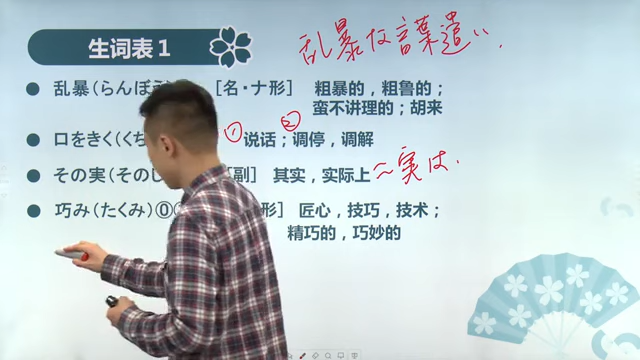 生词表1
乱暴な言葉遣い
乱暴（らんぼう [名・ナ形] 粗暴的，粗鲁的；
蛮不讲理的；胡来
口をきく（くち ①说话；②调停，调解
その実（その [副] 其实，实际上 ～実は
巧み（たくみ）⓪ 形] 匠心，技巧，技术；
精巧的，巧妙的